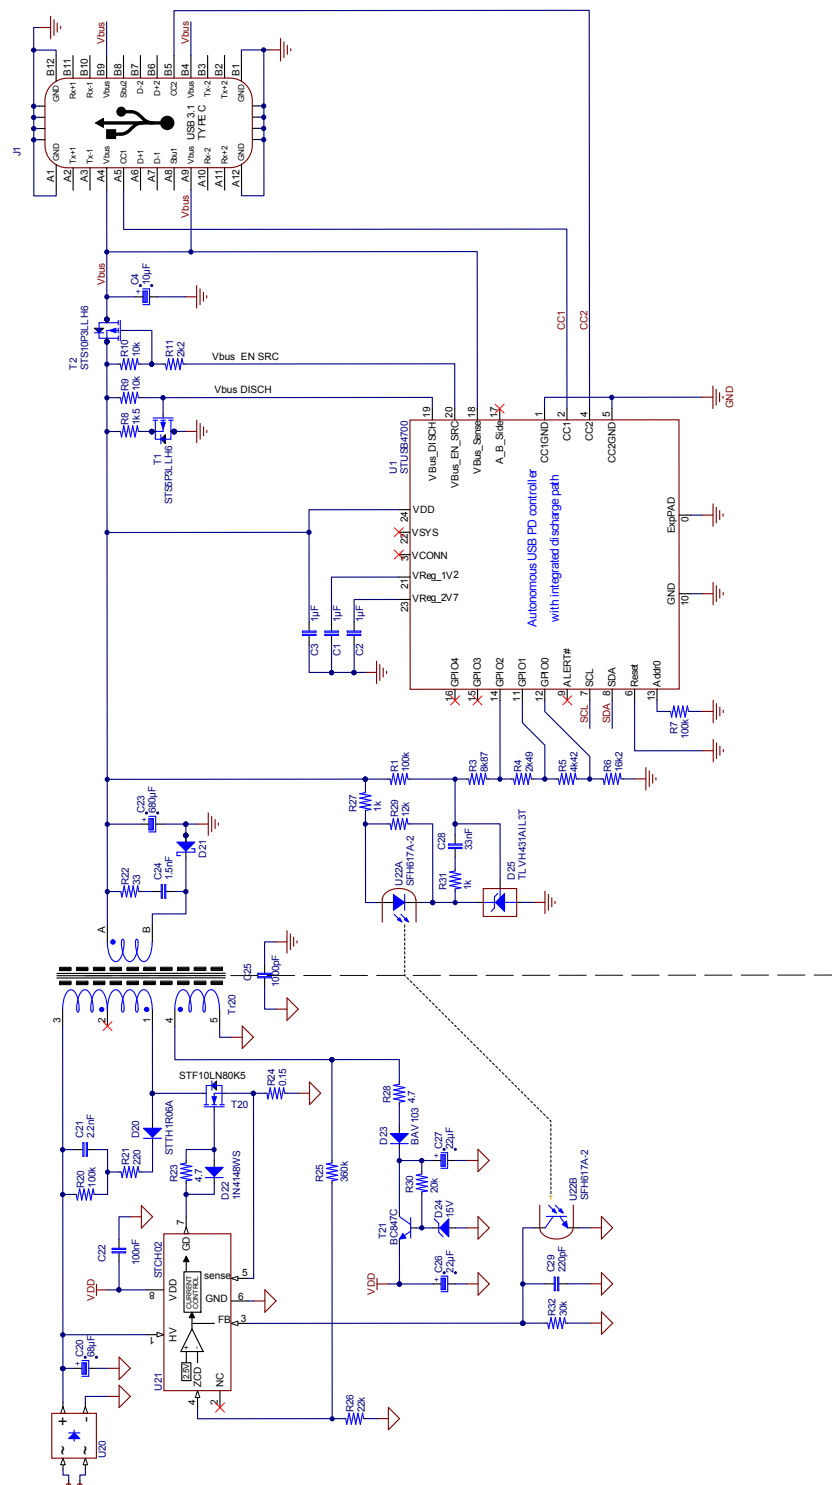 J1
GND B12
Rx+1 B11
Rx-1 B10
Vbus B9
Sbu2 B8
D-2 B7
D+2 B6
CC2 B5
Vbus B4
Tx-2 B3
Tx+2 B2
GND B1
Vbus
Vbus
USB 3.1
TYPE C
GND A1
Tx+1 A2
Tx-1 A3
Vbus A4
CC1 A5
D+1 A6
D-1 A7
Sbu1 A8
Vbus A9
Rx-2 A10
Rx+2 A11
GND A12
Vbus
Vbus
C4
10µF
T2
STS10P3LLH6
R10
10k
R11
2k2
Vbus EN SRC
R9
10k
Vbus DISCH
R8
1k5
T1
STS5P3LLH6
CC1
CC2
GND
U1
STUSB4700
VBus_DISCH 19
VBus_EN_SRC 20
VBus_Sense 18
A_B_Side 17
CC1GND 1
CC1 2
CC2 4
CC2GND 5
VDD 24
VSYS 22
VCONN 3
VReg_1V2 21
VReg_2V7 23
Autonomous USB PD controller
with integrated discharge path
ExpPAD 0
GND 10
GPIO4 16
GPIO3 15
GPIO2 14
GPIO1 11
GPIO0 12
ALERT# 9
SCL 7
SDA 8
Reset 6
Addr0 13
SCL
SDA
C3 1µF
C1 1µF
C2 1µF
R7
100k
R1
100k
R3
8k87
R4
2k49
R5
4k42
R6
16k2
R27
1k
R29
12k
C28
33nF
R31
1k
U22A
SFH617A-2
D25
TLVH431AIL3T
C23
680µF
D21
R22
33
C24
1.5nF
A
B
C25
1000pF
Tr20
3
2
1
4
5
STF10LN80K5
T20
R24
0.15
C21
2.2nF
R20
100k
R21
220
D20
STTH1R06A
R23
4.7
D22
1N4148WS
R25
360k
R28
4.7
D23
BAV103
C27
22µF
R30
20k
D24
15V
T21
BC847C
VDD
C26
22µF
U22B
SFH617A-2
C29
220pF
R32
30k
C22
100nF
VDD
STCH02
U21
GD 7
VDD 8
HV 1
CURRENT
CONTROL
sense 5
GND 6
FB 3
2.5V
+
-
ZCD 4
NC 2
R26
22k
C20
68µF
U20
+
-
~
~